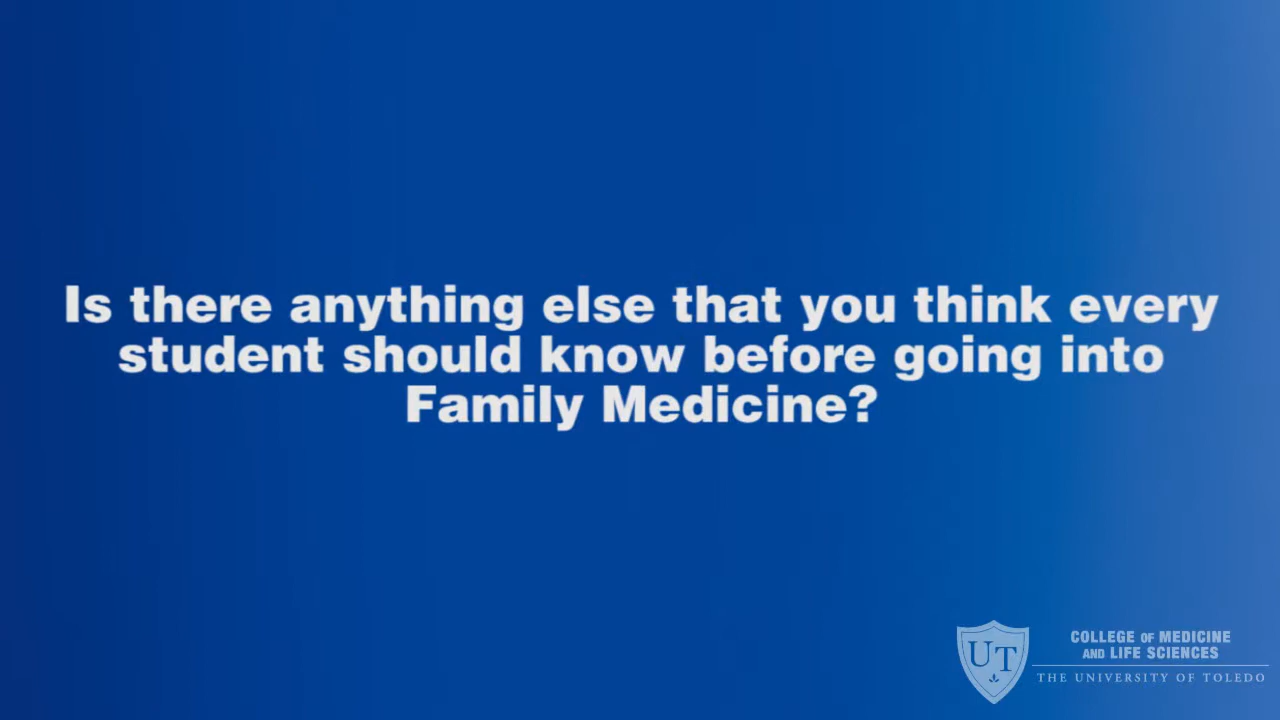 Is there anything else that you think every
student should know before going into
Family Medicine?
UT
COLLEGE OF MEDICINE
AND LIFE SCIENCES
THE UNIVERSITY OF TOLEDO